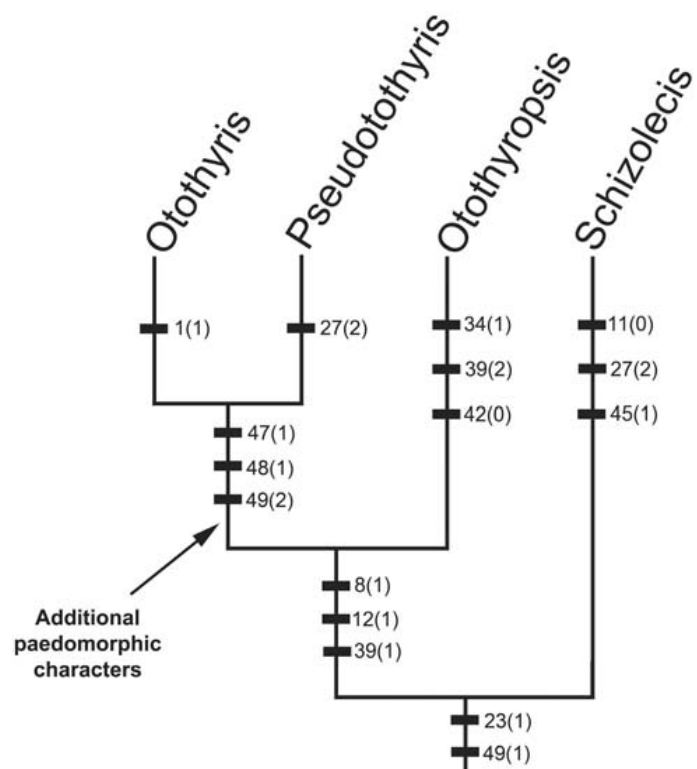 Otothyris
Pseudotothyris
Otothyropsis
Schizolecis
1(1)
27(2)
34(1)
39(2)
42(0)
11(0)
27(2)
45(1)
47(1)
48(1)
49(2)
Additional
paedomorphic
characters
8(1)
12(1)
39(1)
23(1)
49(1)